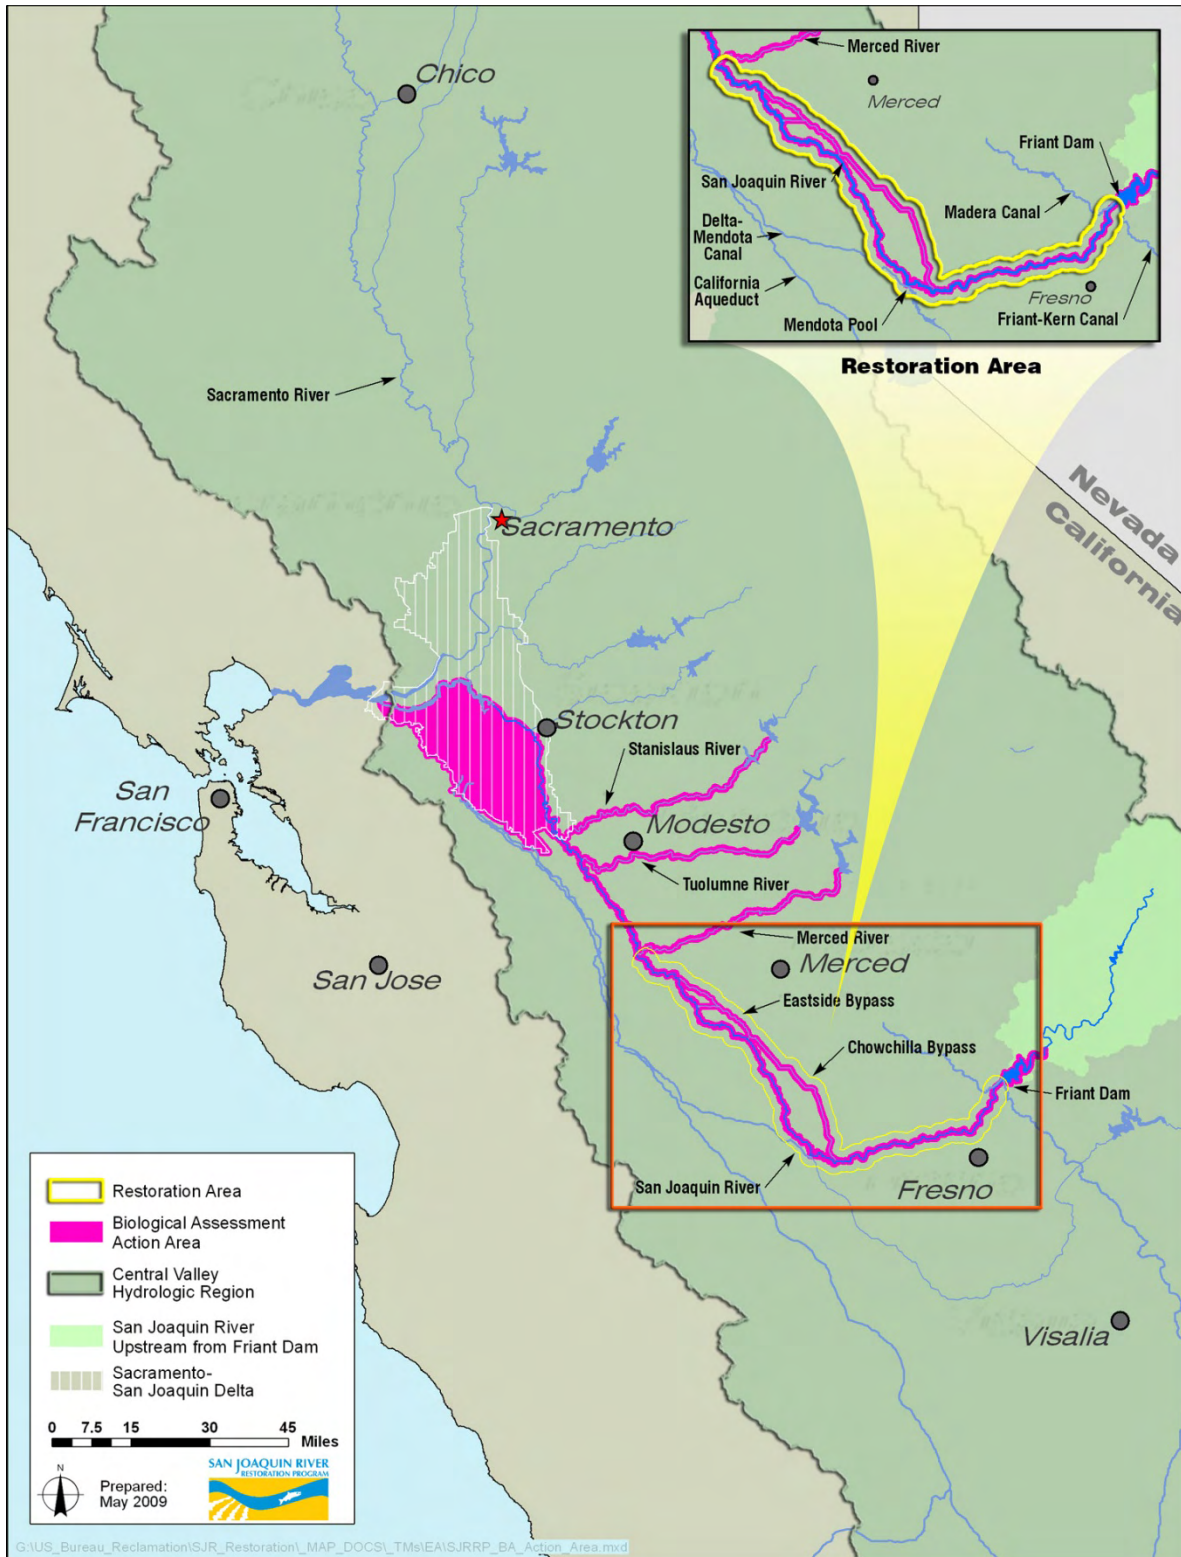 Chico
Merced River
Merced
Friant Dam
San Joaquin River
Madera Canal
Delta-
Mendota
Canal
California
Aqueduct
Fresno
Mendota Pool
Friant-Kern Canal
Restoration Area
Sacramento River
Nevada
California
Sacramento
Stockton
Stanislaus River
San
Francisco
Modesto
Tuolumne River
Merced River
Merced
San Jose
Eastside Bypass
Chowchilla Bypass
Friant Dam
San Joaquin River
Fresno
Visalia
Restoration Area
Biological Assessment
Action Area
Central Valley
Hydrologic Region
San Joaquin River
Upstream from Friant Dam
Sacramento-
San Joaquin Delta
0 7.5 15 30 45
Miles
N
Prepared:
May 2009
SAN JOAQUIN RIVER
RESTORATION PROGRAM
G:\US_Bureau_Reclamation\SJR_Restoration\_MAP_DOCS\_TMs\EA\SJRRP_BA_Action_Area.mxd